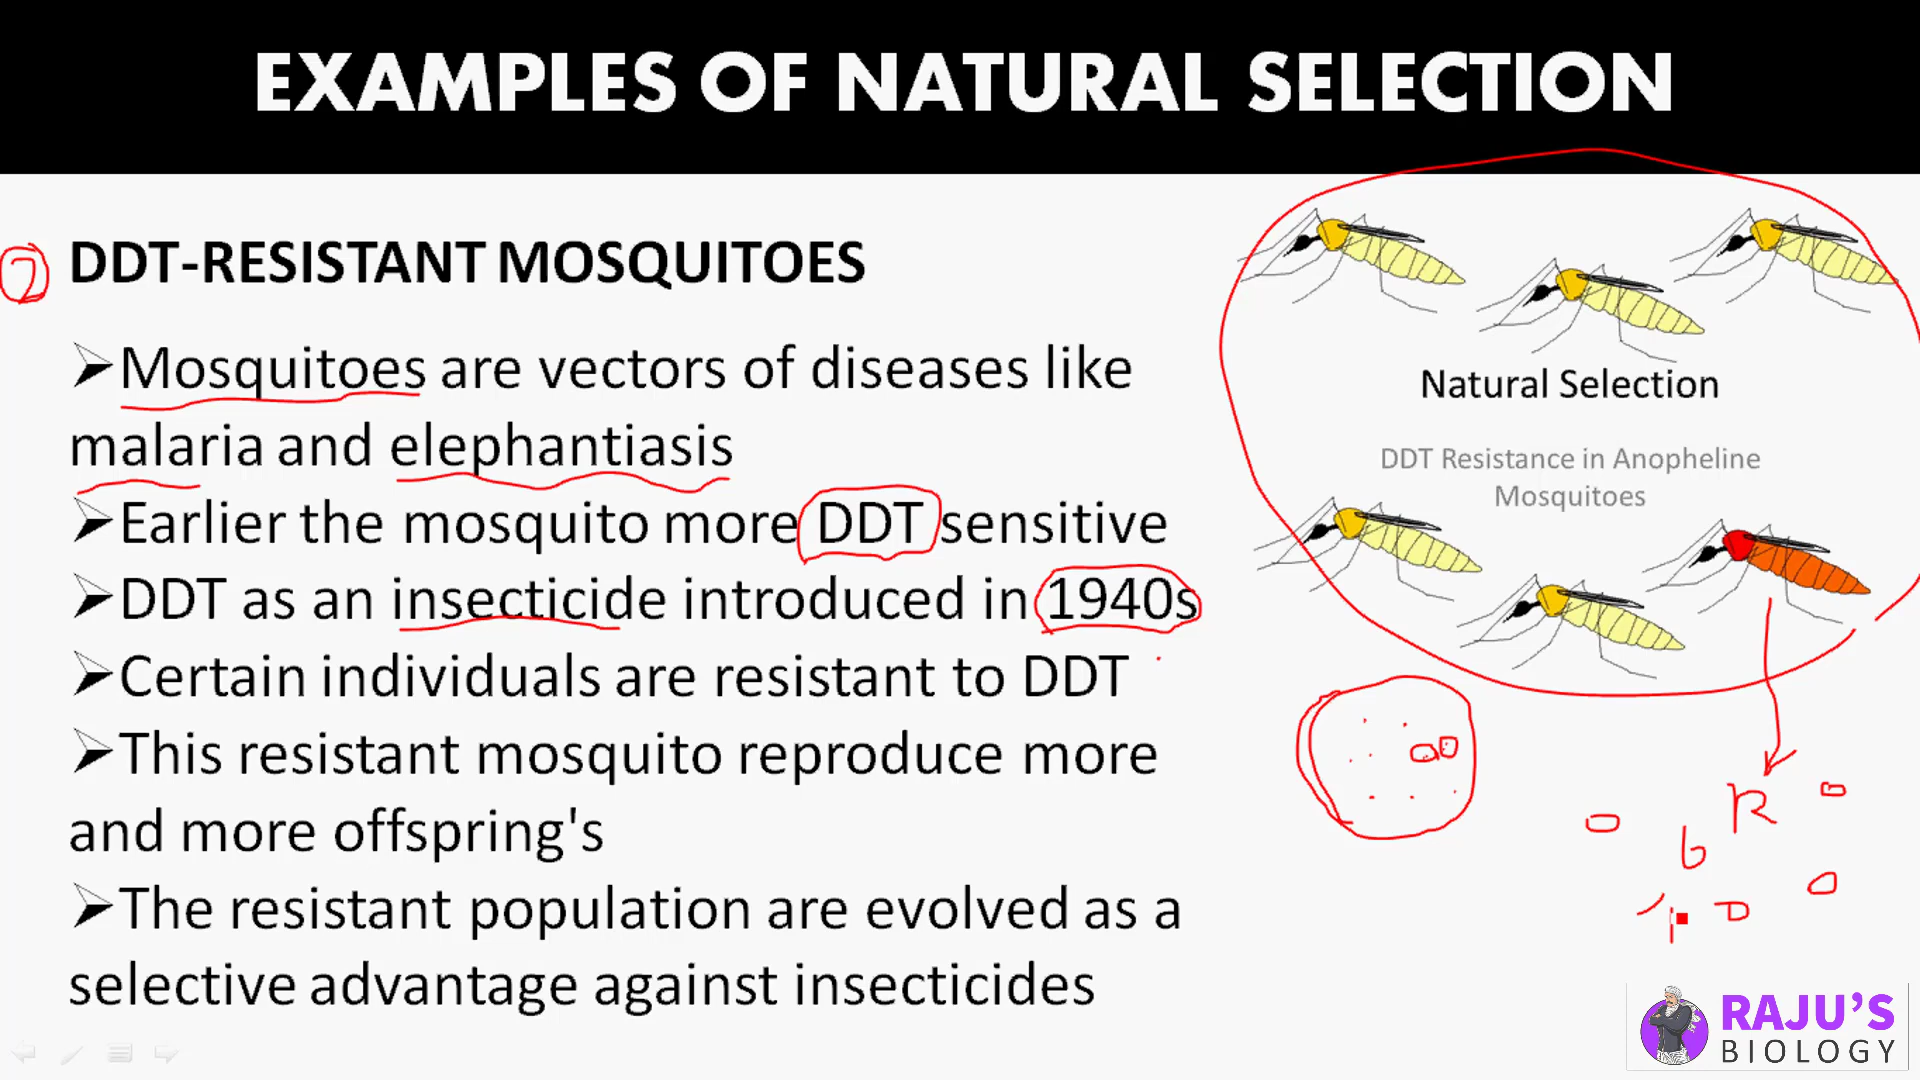 EXAMPLES OF NATURAL SELECTION
2 DDT-RESISTANT MOSQUITOES
➢Mosquitoes are vectors of diseases like
malaria and elephantiasis
➢Earlier the mosquito more DDT sensitive
➢DDT as an insecticide introduced in 1940s
➢Certain individuals are resistant to DDT
➢This resistant mosquito reproduce more
and more offspring's
➢The resistant population are evolved as a
selective advantage against insecticides
Natural Selection
DDT Resistance in Anopheline
Mosquitoes
R
RAJU'S
BIOLOGY